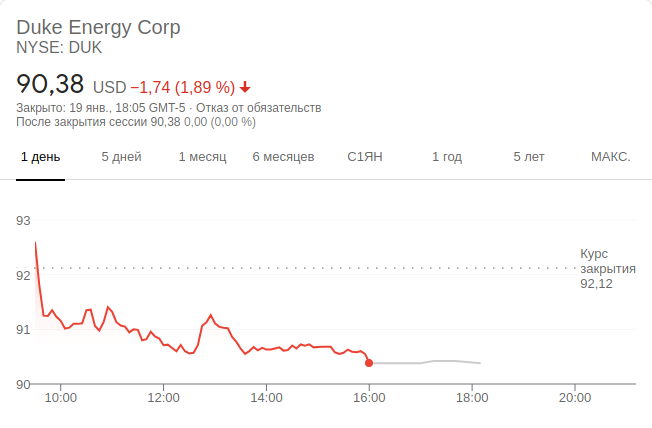 Duke Energy Corp
NYSE: DUK
90,38 USD −1,74 (1,89 %)
Закрыто: 19 янв., 18:05 GMT-5 · Отказ от обязательств
После закрытия сессии 90,38 0,00 (0,00 %)
1 день 5 дней 1 месяц 6 месяцев С1ЯН 1 год 5 лет МАКС.
93
Курс
92 закрытия
92,12
91
90
10:00 12:00 14:00 16:00 18:00 20:00